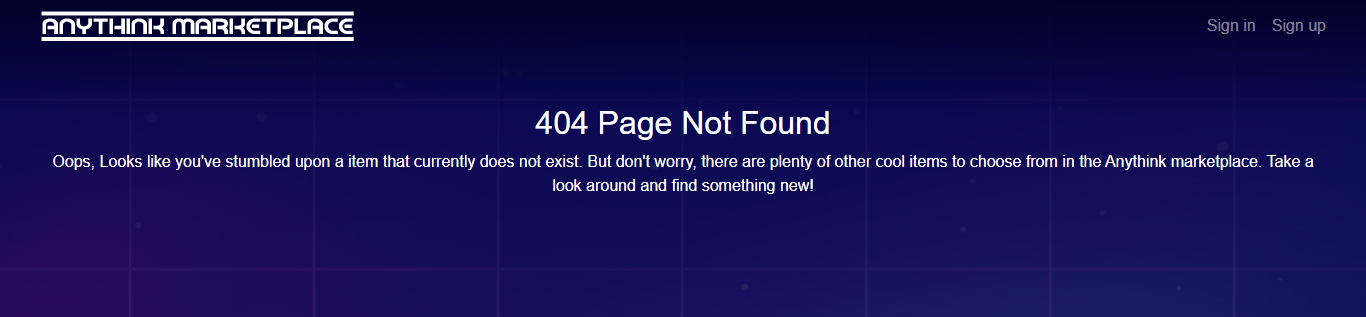 ANYTHINK MARKETPLACE
Sign in
Sign up
404 Page Not Found
Oops, Looks like you've stumbled upon a item that currently does not exist. But don't worry, there are plenty of other cool items to choose from in the Anythink marketplace. Take a
look around and find something new!